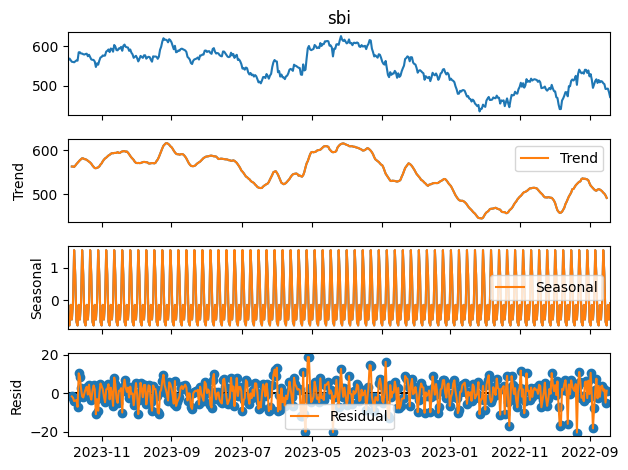 sbi
600
500
Trend
600
500
Trend
Seasonal
1
0
Seasonal
Resid
20
0
−20
Residual
2023-11 2023-09 2023-07 2023-05 2023-03 2023-01 2022-11 2022-09